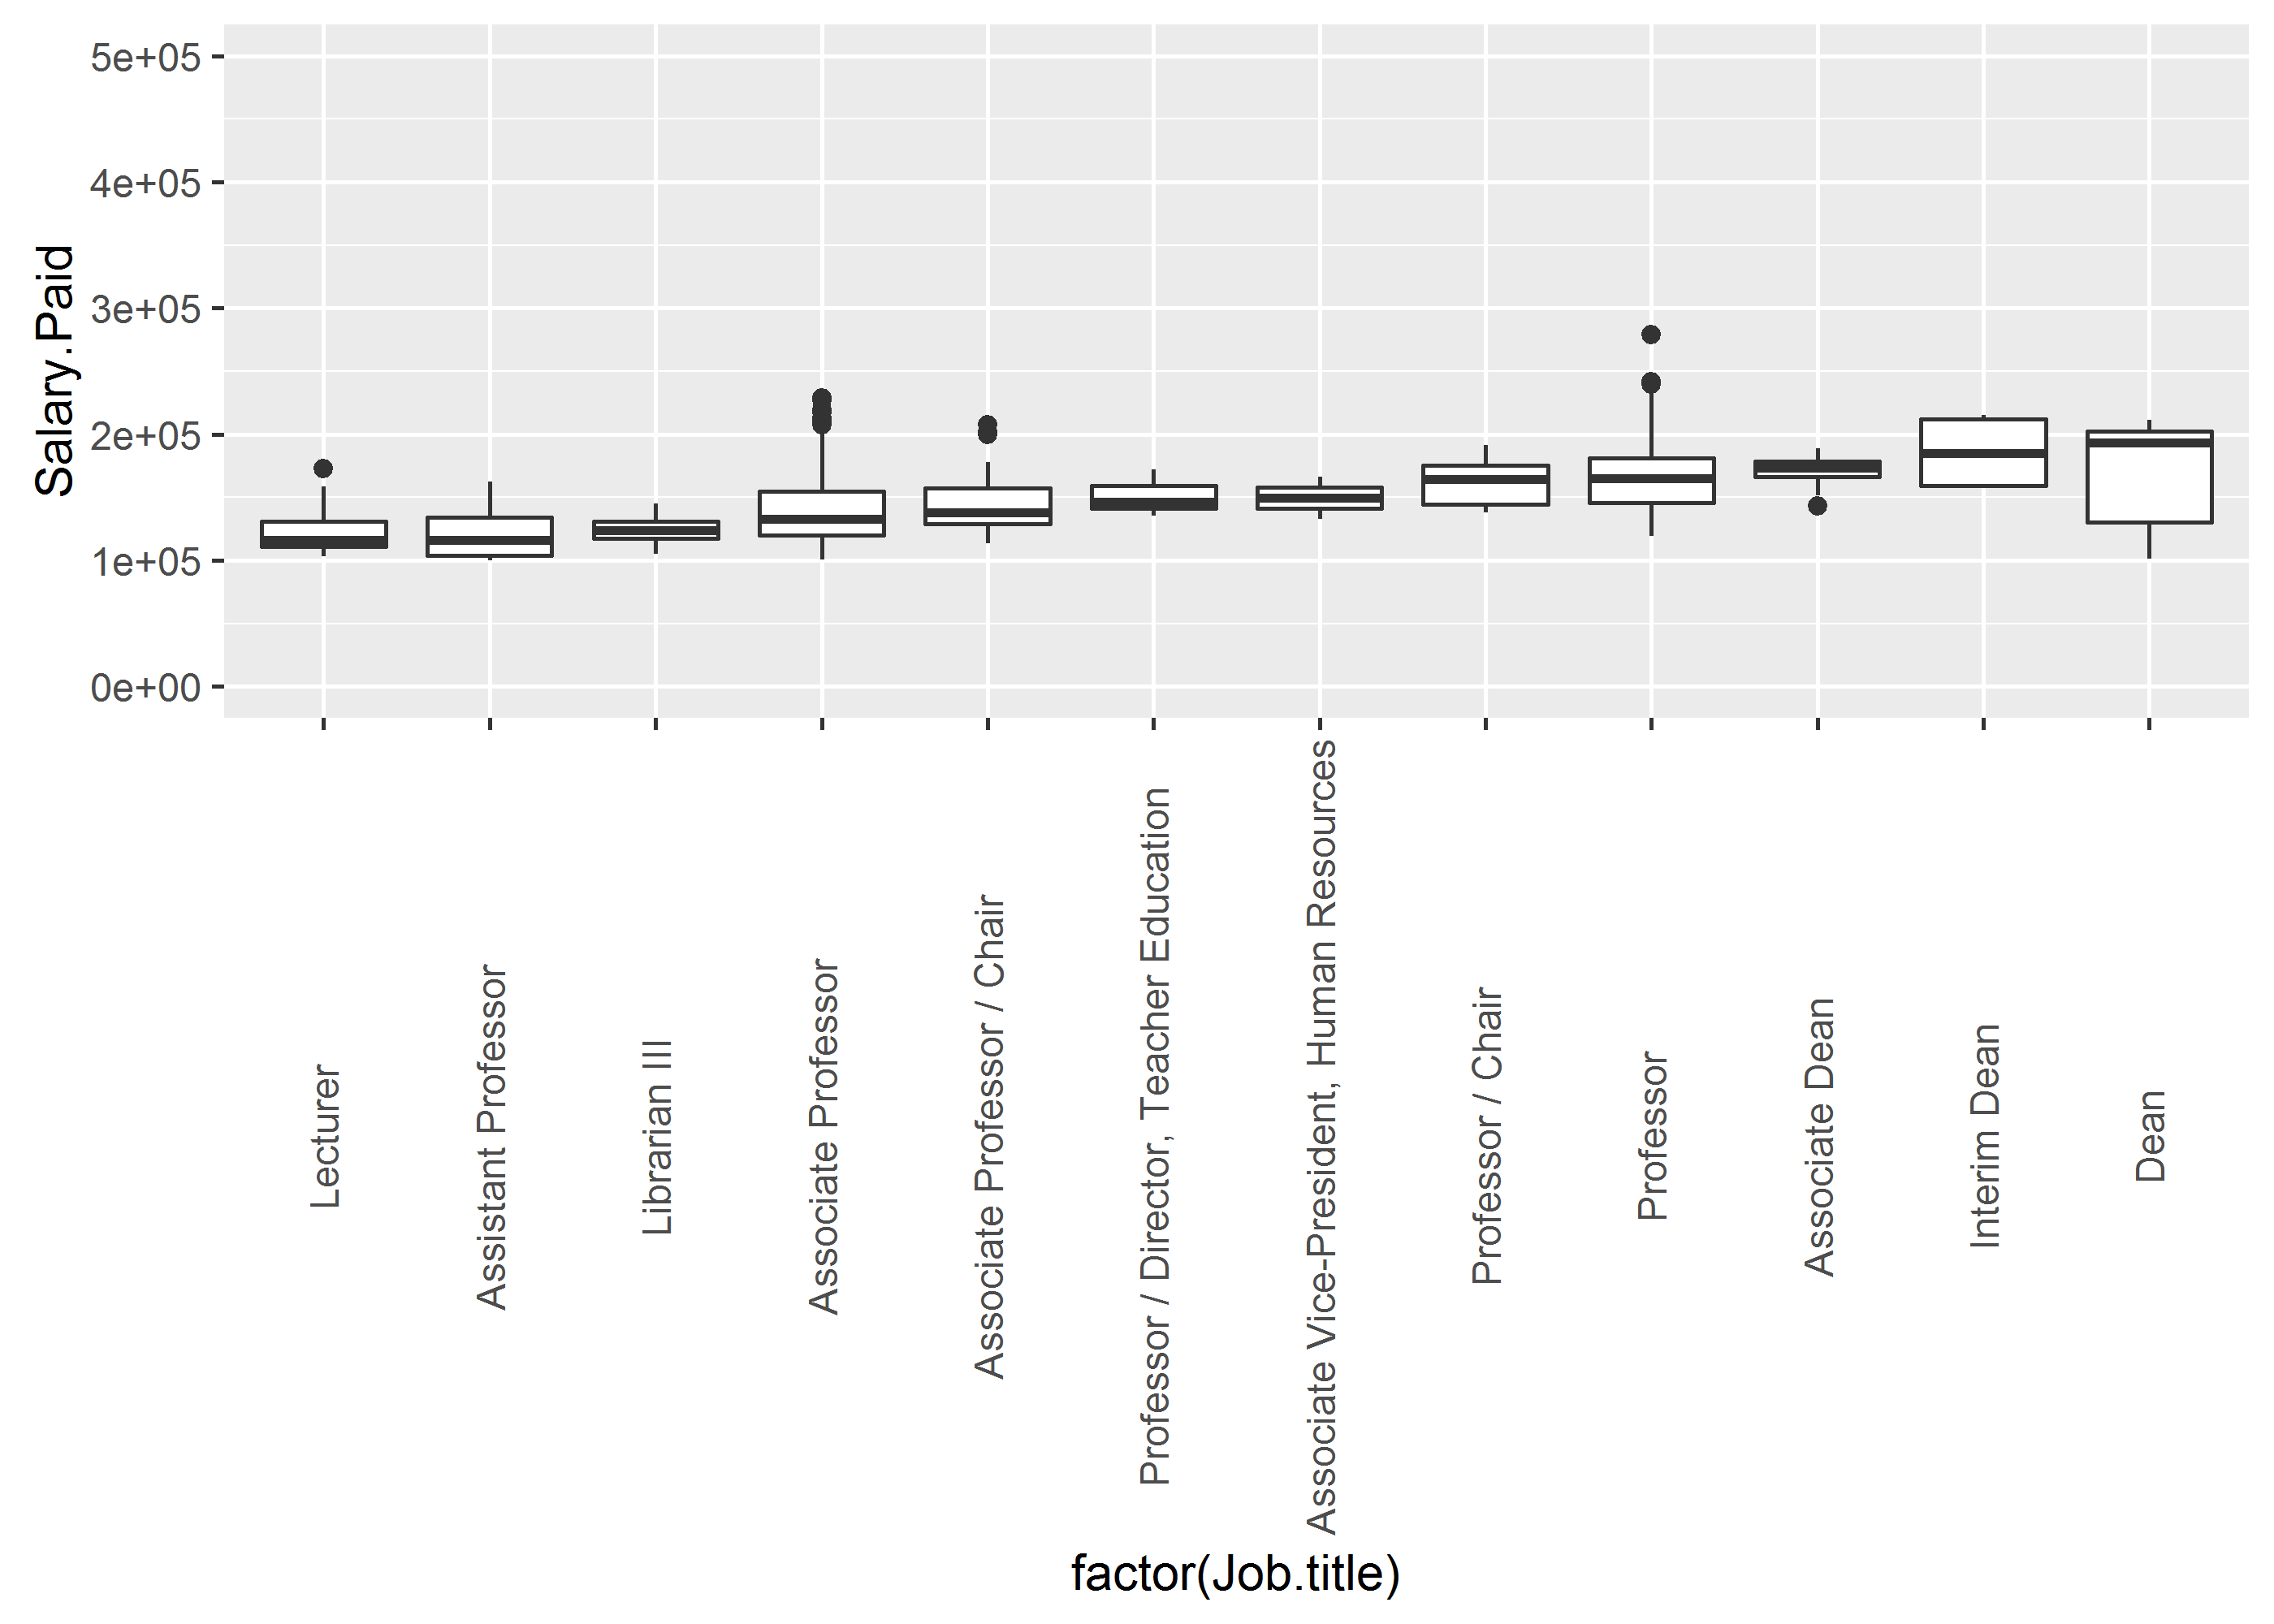 Salary.Paid
5e+05
4e+05
3e+05
2e+05
1e+05
0e+00
Lecturer
Assistant Professor
Librarian III
Associate Professor
Associate Professor / Chair
Professor / Director, Teacher Education
Associate Vice-President, Human Resources
Professor / Chair
Professor
Associate Dean
Interim Dean
Dean
factor(Job.title)